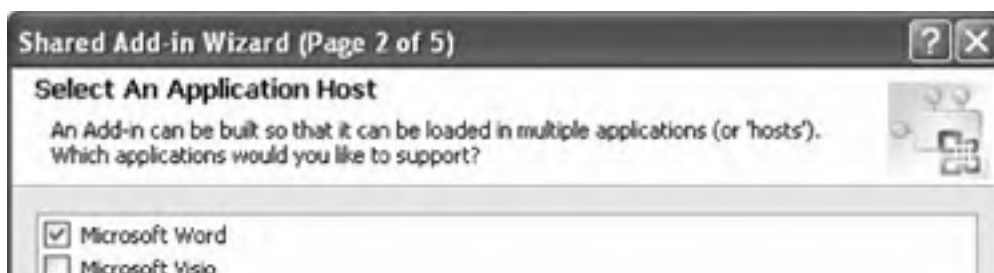 Shared Add-in Wizard (Page 2 of 5)
Select An Application Host
An Add-in can be built so that it can be loaded in multiple applications (or 'hosts').
Which applications would you like to support?
Microsoft Word
Microsoft Visio